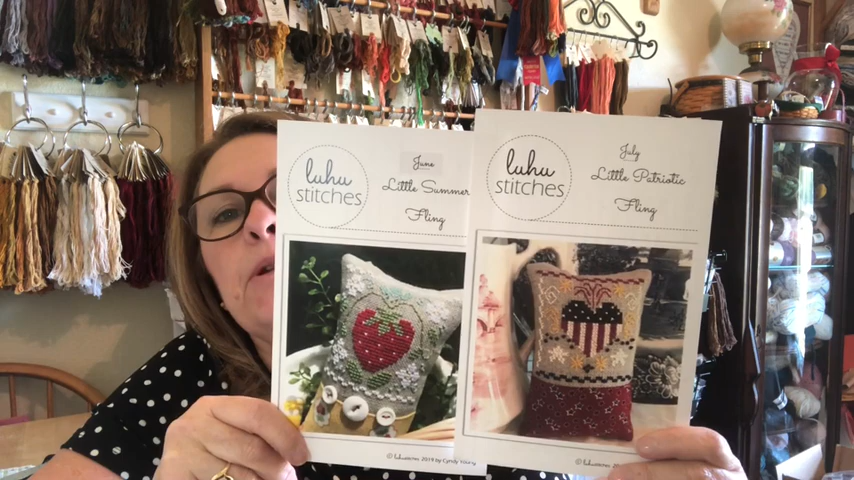 luhu
stitches
June
Little Summer
Fling
luhu
stitches
July
Little Patriotic
Fling
© luhustitches 2019 by Cyndy Young